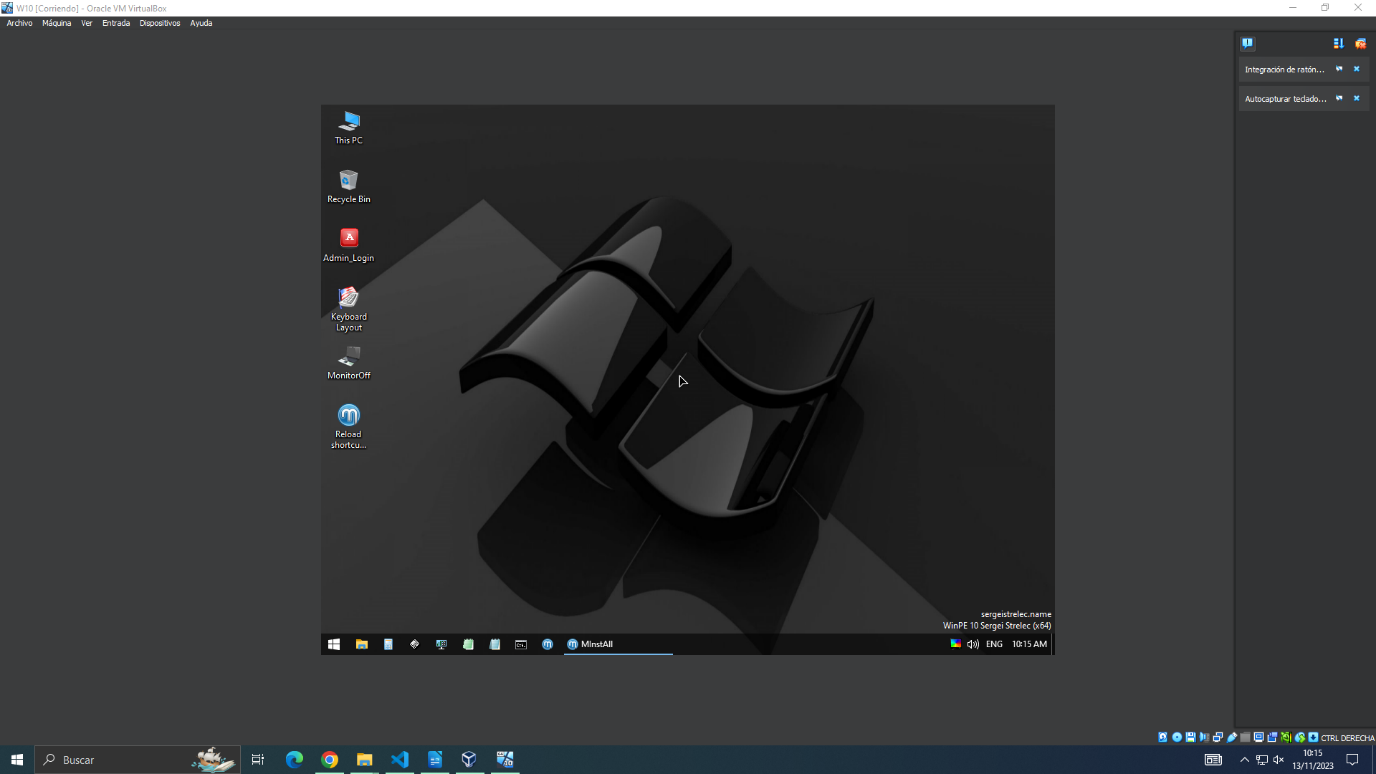 W10 [Corriendo] - Oracle VM VirtualBox
Archivo Máquina Ver Entrada Dispositivos Ayuda
Integración de ratón...
Autocapturar teclado...
This PC
Recycle Bin
A
Admin_Login
Keyboard
Layout
MonitorOff
Reload
shortcu...
sergeistrelec.name
WinPE 10 Sergei Strelec (x64)
MInstAll
ENG 10:15 AM
CTRL DERECHA
Buscar
10:15
13/11/2023